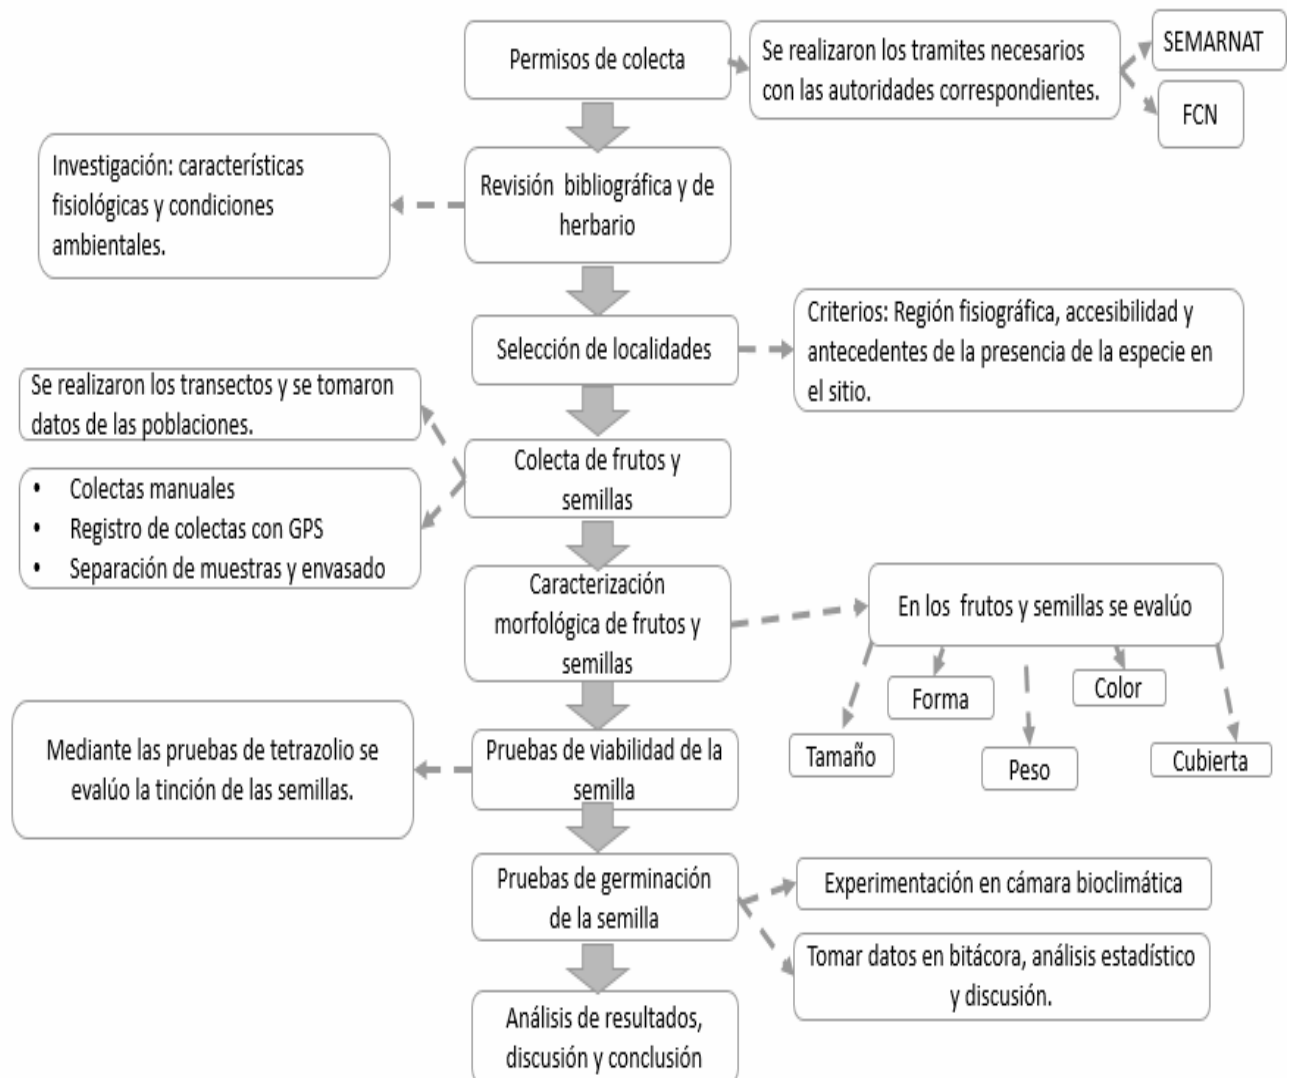 Permisos de colecta
Se realizaron los tramites necesarios
con las autoridades correspondientes.
SEMARNAT
FCN
Investigación: características
fisiológicas y condiciones
ambientales.
Revisión bibliográfica y de
herbario
Selección de localidades
Criterios: Región fisiográfica, accesibilidad y
antecedentes de la presencia de la especie en
el sitio.
Se realizaron los transectos y se tomaron
datos de las poblaciones.
• Colectas manuales
• Registro de colectas con GPS
• Separación de muestras y envasado
Colecta de frutos y
semillas
Caracterización
morfológica de frutos y
semillas
En los frutos y semillas se evalúo
Tamaño
Forma
Peso
Color
Cubierta
Mediante las pruebas de tetrazolio se
evalúo la tinción de las semillas.
Pruebas de viabilidad de la
semilla
Pruebas de germinación
de la semilla
Experimentación en cámara bioclimática
Tomar datos en bitácora, análisis estadístico
y discusión.
Análisis de resultados,
discusión y conclusión